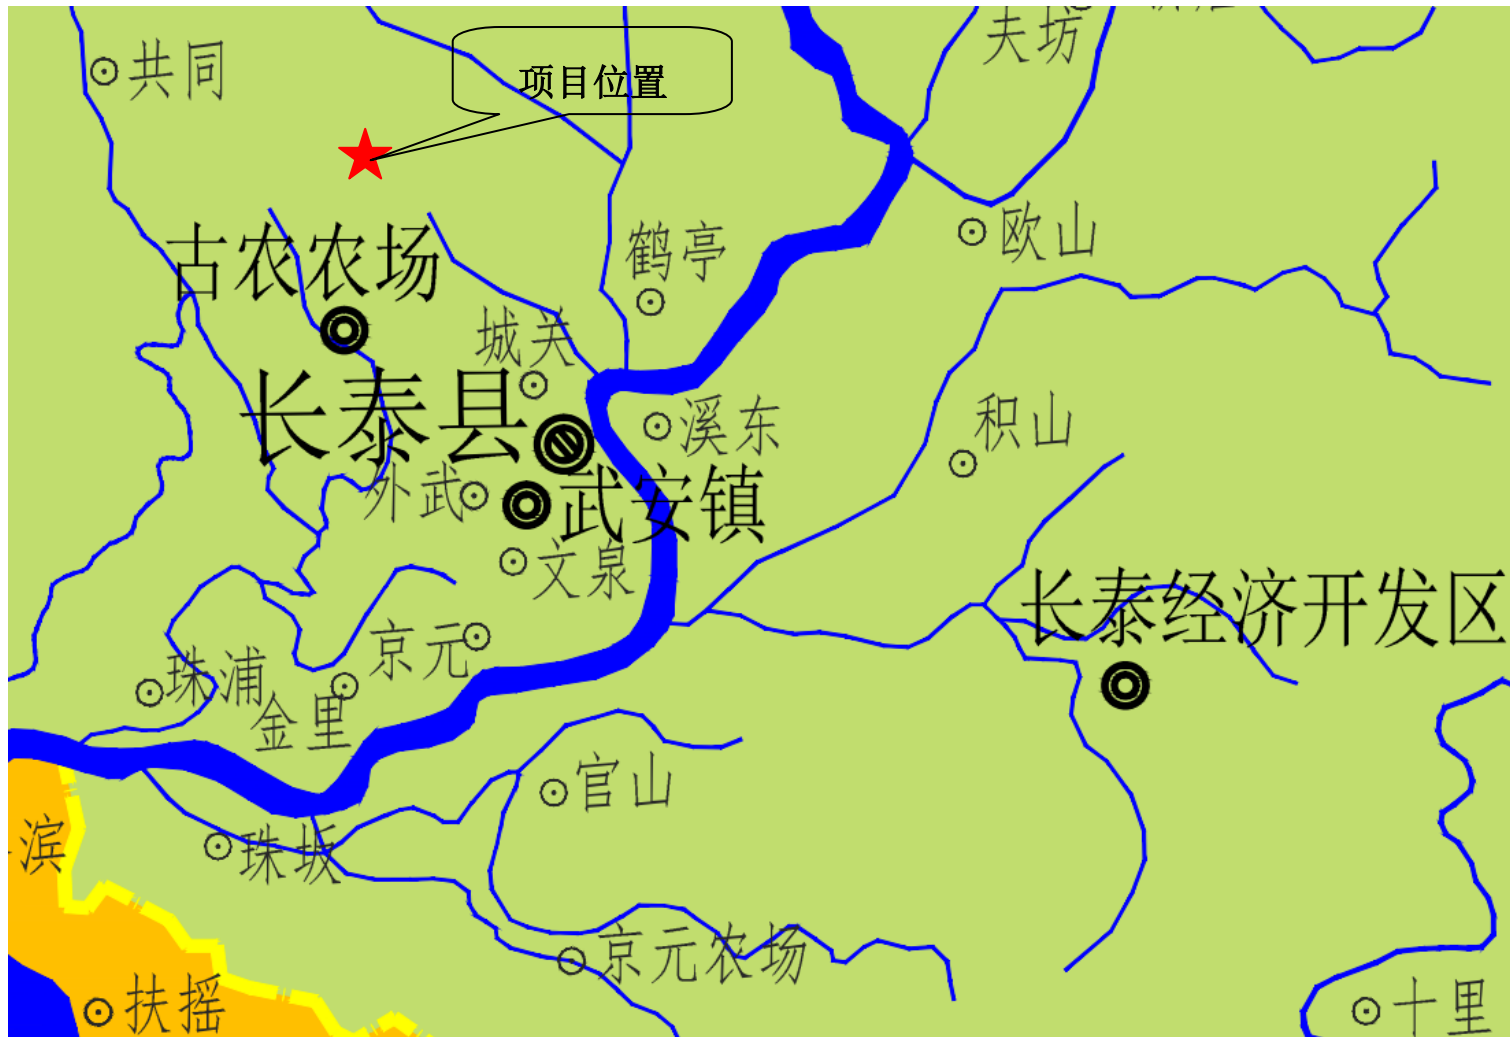 夫坊
共同
项目位置
欧山
鹤亭
古农农场
城关
长泰县
溪东
积山
外武
武安镇
文泉
长泰经济开发区
京元
珠浦
金里
官山
滨
珠坂
京元农场
扶摇
十里